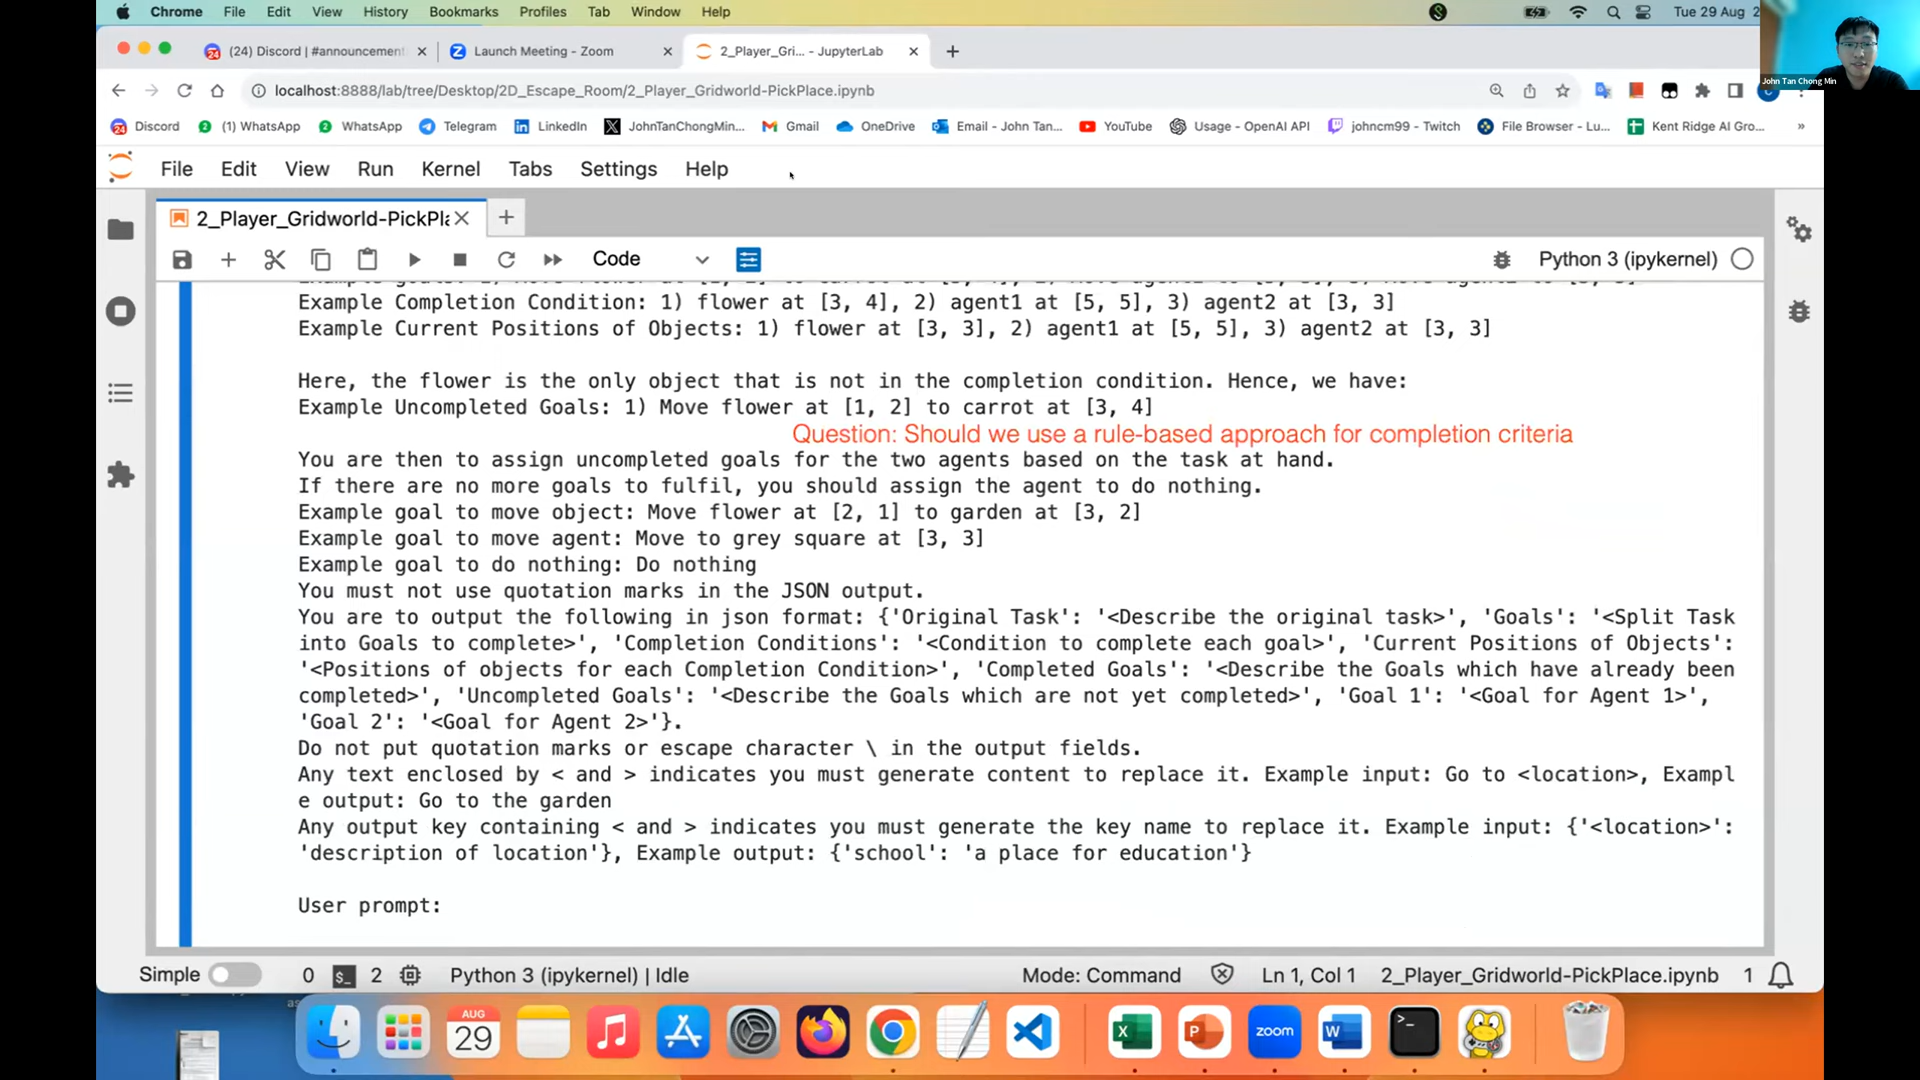 Chrome File Edit View History Bookmarks Profiles Tab Window Help
Tue 29 Aug 2
John Tan Chong Min
(24) Discord | #announcement
Launch Meeting - Zoom
2_Player_Gri... - JupyterLab
localhost:8888/lab/tree/Desktop/2D_Escape_Room/2_Player_Gridworld-PickPlace.ipynb
Discord (1) WhatsApp WhatsApp Telegram LinkedIn JohnTanChongMin... Gmail OneDrive Email - John Tan... YouTube Usage - OpenAI API johncm99 - Twitch File Browser - Lu... Kent Ridge AI Gro... »
File Edit View Run Kernel Tabs Settings Help
2_Player_Gridworld-PickPla
Code
Python 3 (ipykernel)
Example Completion Condition: 1) flower at [3, 4], 2) agent1 at [5, 5], 3) agent2 at [3, 3]
Example Current Positions of Objects: 1) flower at [3, 3], 2) agent1 at [5, 5], 3) agent2 at [3, 3]
Here, the flower is the only object that is not in the completion condition. Hence, we have:
Example Uncompleted Goals: 1) Move flower at [1, 2] to carrot at [3, 4]
Question: Should we use a rule-based approach for completion criteria
You are then to assign uncompleted goals for the two agents based on the task at hand.
If there are no more goals to fulfil, you should assign the agent to do nothing.
Example goal to move object: Move flower at [2, 1] to garden at [3, 2]
Example goal to move agent: Move to grey square at [3, 3]
Example goal to do nothing: Do nothing
You must not use quotation marks in the JSON output.
You are to output the following in json format: {'Original Task': '<Describe the original task>', 'Goals': '<Split Task
into Goals to complete>', 'Completion Conditions': '<Condition to complete each goal>', 'Current Positions of Objects':
'<Positions of objects for each Completion Condition>', 'Completed Goals': '<Describe the Goals which have already been
completed>', 'Uncompleted Goals': '<Describe the Goals which are not yet completed>', 'Goal 1': '<Goal for Agent 1>',
'Goal 2': '<Goal for Agent 2>'}.
Do not put quotation marks or escape character \ in the output fields.
Any text enclosed by < and > indicates you must generate content to replace it. Example input: Go to <location>, Exampl
e output: Go to the garden
Any output key containing < and > indicates you must generate the key name to replace it. Example input: {'<location>':
'description of location'}, Example output: {'school': 'a place for education'}
User prompt:
Simple 0 2 Python 3 (ipykernel) | Idle Mode: Command Ln 1, Col 1 2_Player_Gridworld-PickPlace.ipynb 1
AUG
29
zoom